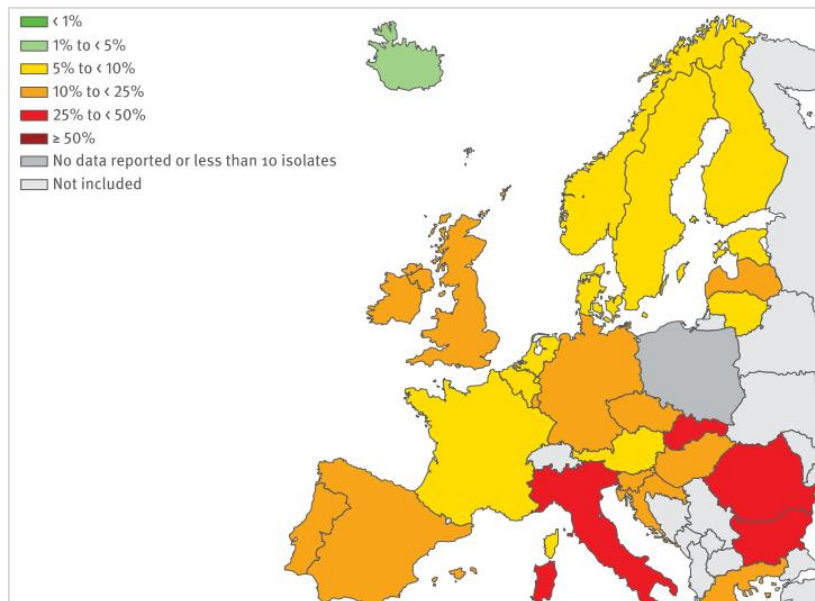 < 1%
1% to < 5%
5% to < 10%
10% to < 25%
25% to < 50%
≥ 50%
No data reported or less than 10 isolates
Not included